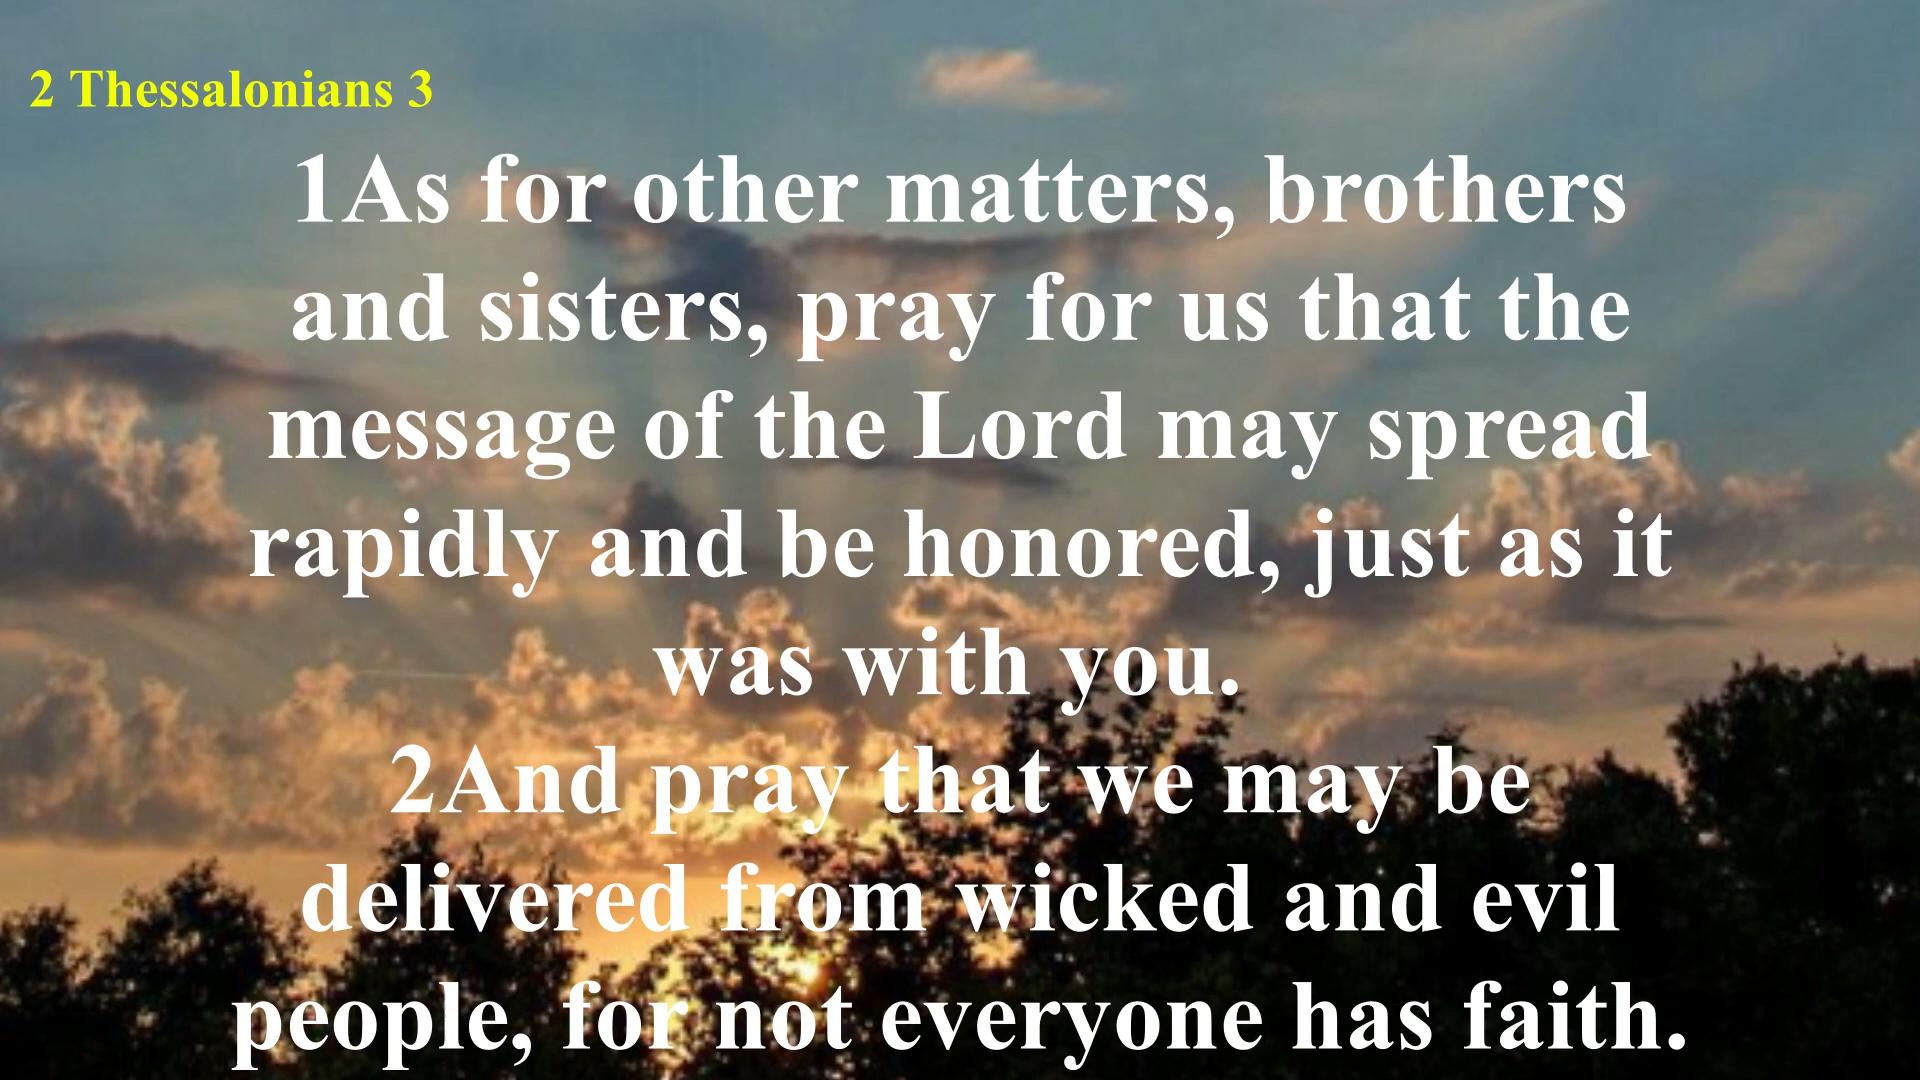 2 Thessalonians 3
1As for other matters, brothers
and sisters, pray for us that the
message of the Lord may spread
rapidly and be honored, just as it
was with you.
2And pray that we may be
delivered from wicked and evil
people, for not everyone has faith.